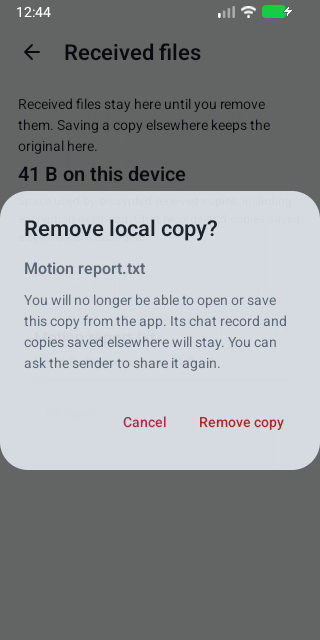 12:44
Received files
Received files stay here until you remove
them. Saving a copy elsewhere keeps the
original here.
41 B on this device
Remove local copy?
Motion report.txt
You will no longer be able to open or save
this copy from the app. Its chat record and
copies saved elsewhere will stay. You can
ask the sender to share it again.
Cancel
Remove copy